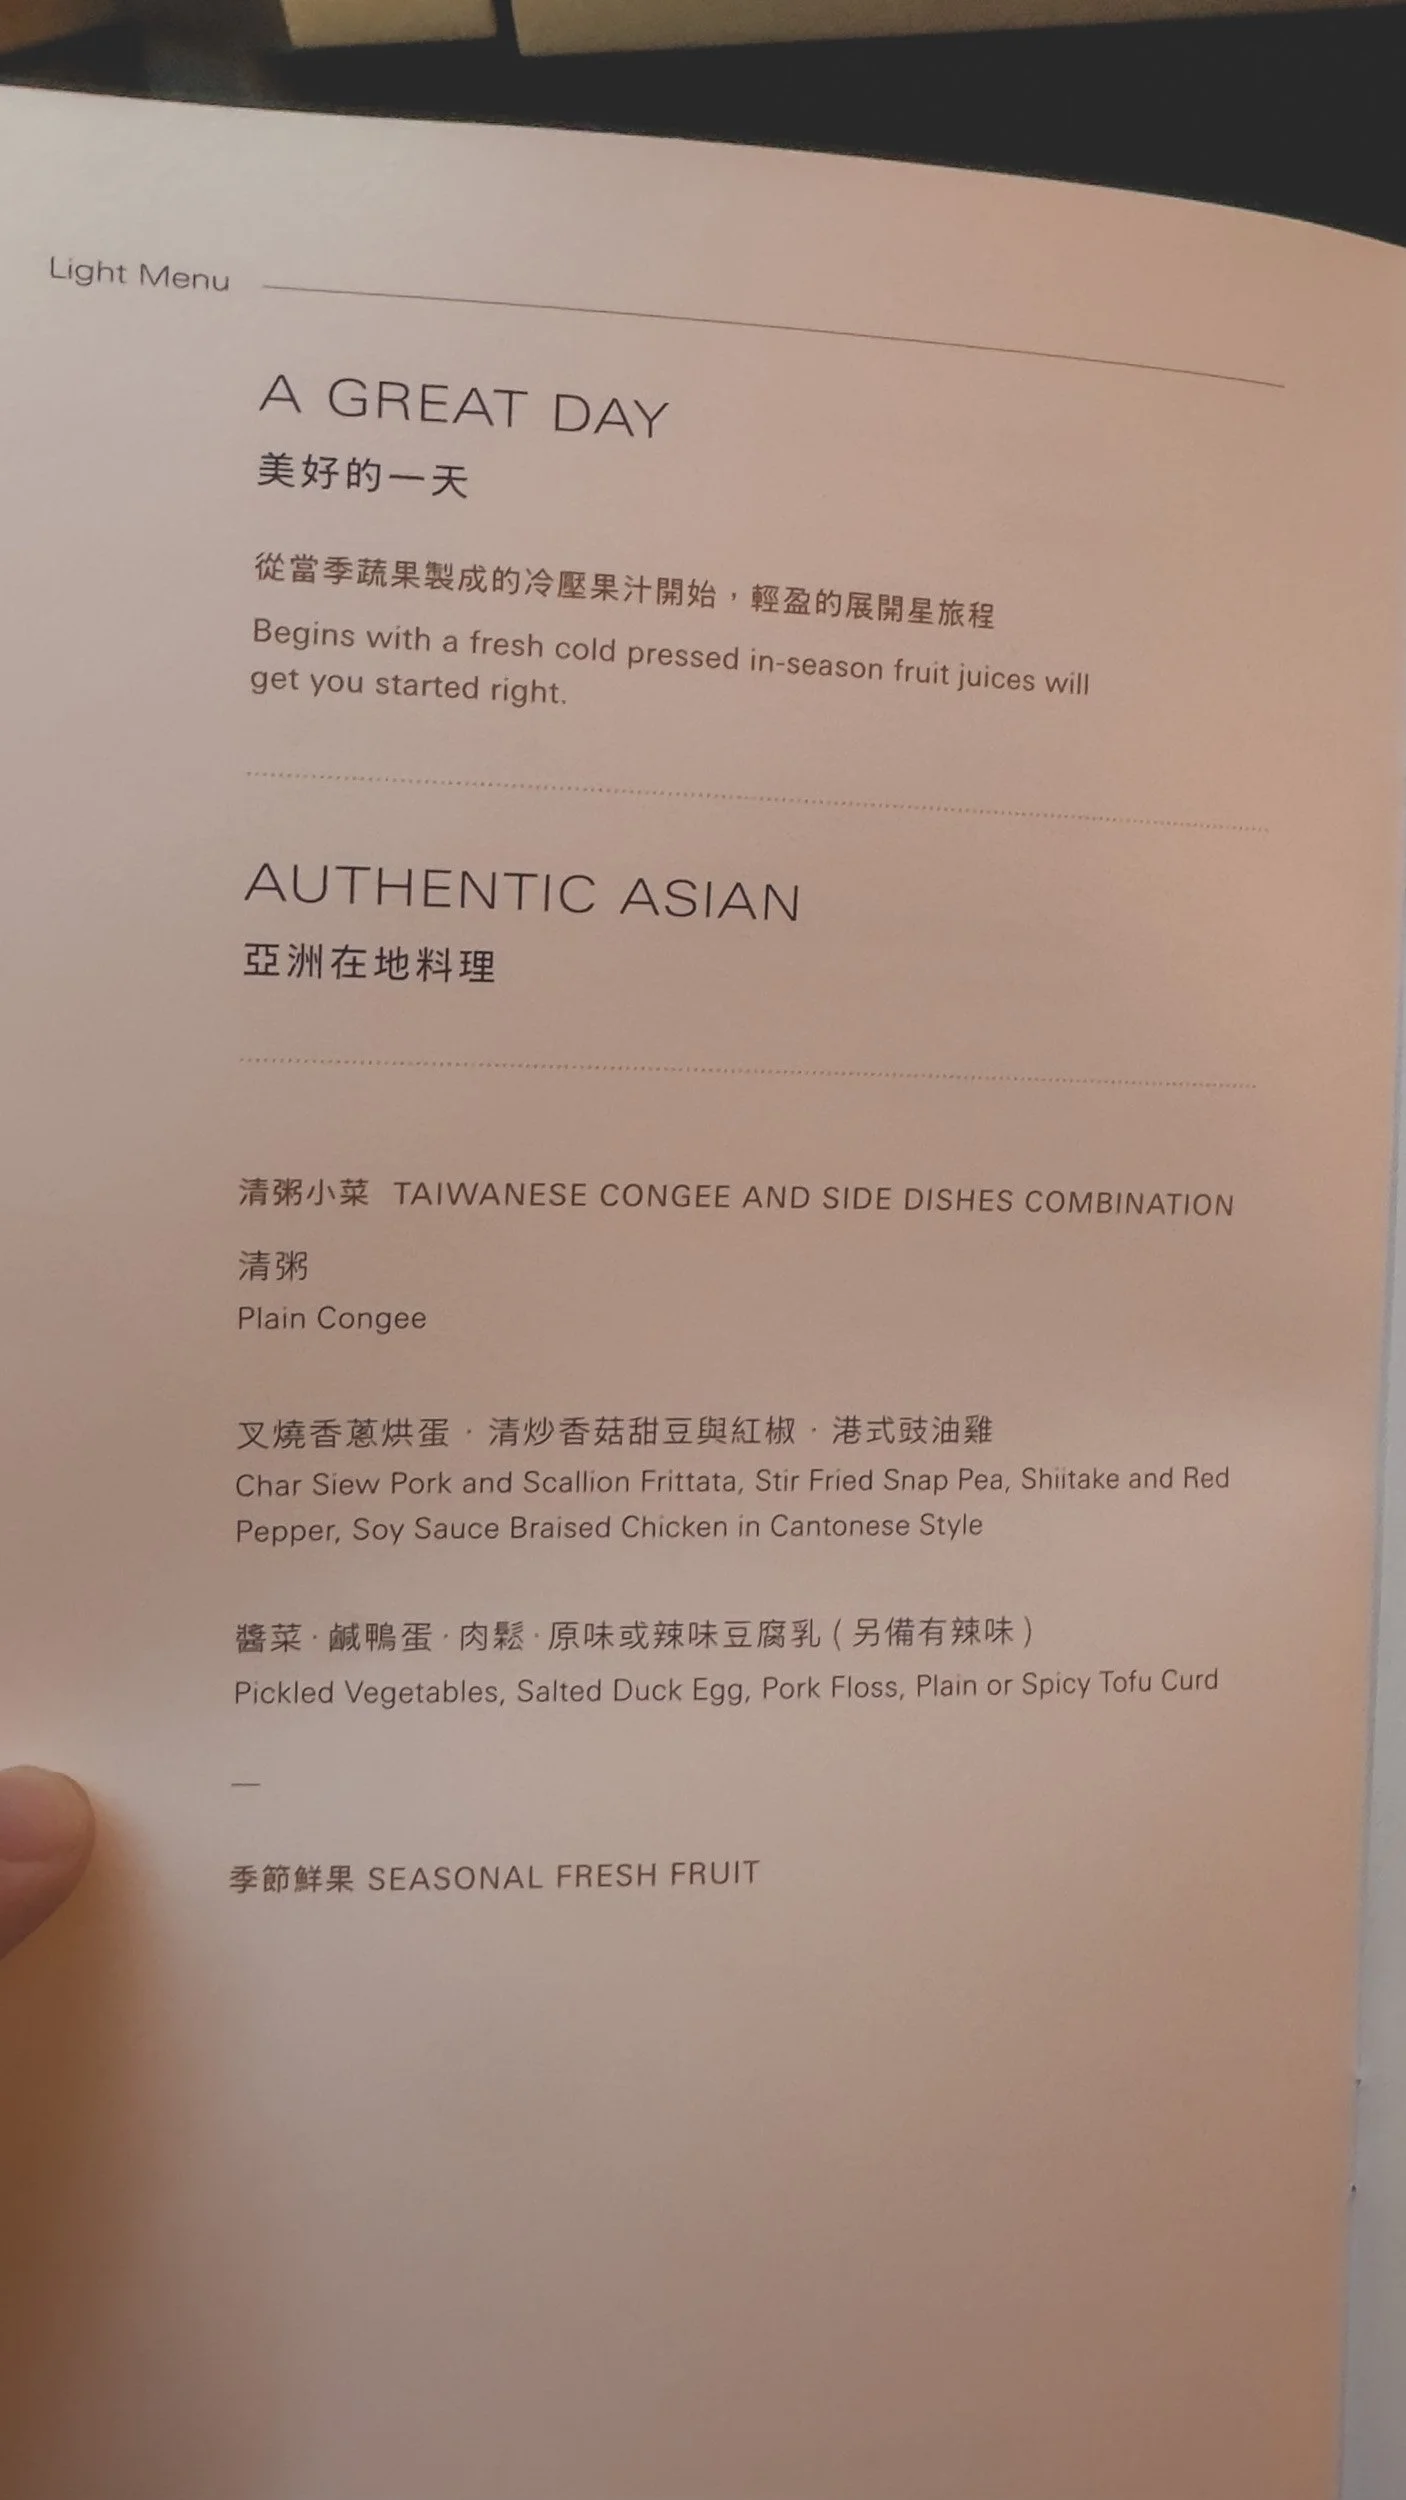 Light Menu
A GREAT DAY
美好的一天
從當季蔬果製成的冷壓果汁開始，輕盈的展開星旅程
Begins with a fresh cold pressed in-season fruit juices will
get you started right.
AUTHENTIC ASIAN
亞洲在地料理
清粥小菜 TAIWANESE CONGEE AND SIDE DISHES COMBINATION
清粥
Plain Congee
叉燒香蔥烘蛋・清炒香菇甜豆與紅椒・港式豉油雞
Char Siew Pork and Scallion Frittata, Stir Fried Snap Pea, Shiitake and Red
Pepper, Soy Sauce Braised Chicken in Cantonese Style
醬菜・鹹鴨蛋・肉鬆・原味或辣味豆腐乳（另備有辣味）
Pickled Vegetables, Salted Duck Egg, Pork Floss, Plain or Spicy Tofu Curd
—
季節鮮果 SEASONAL FRESH FRUIT